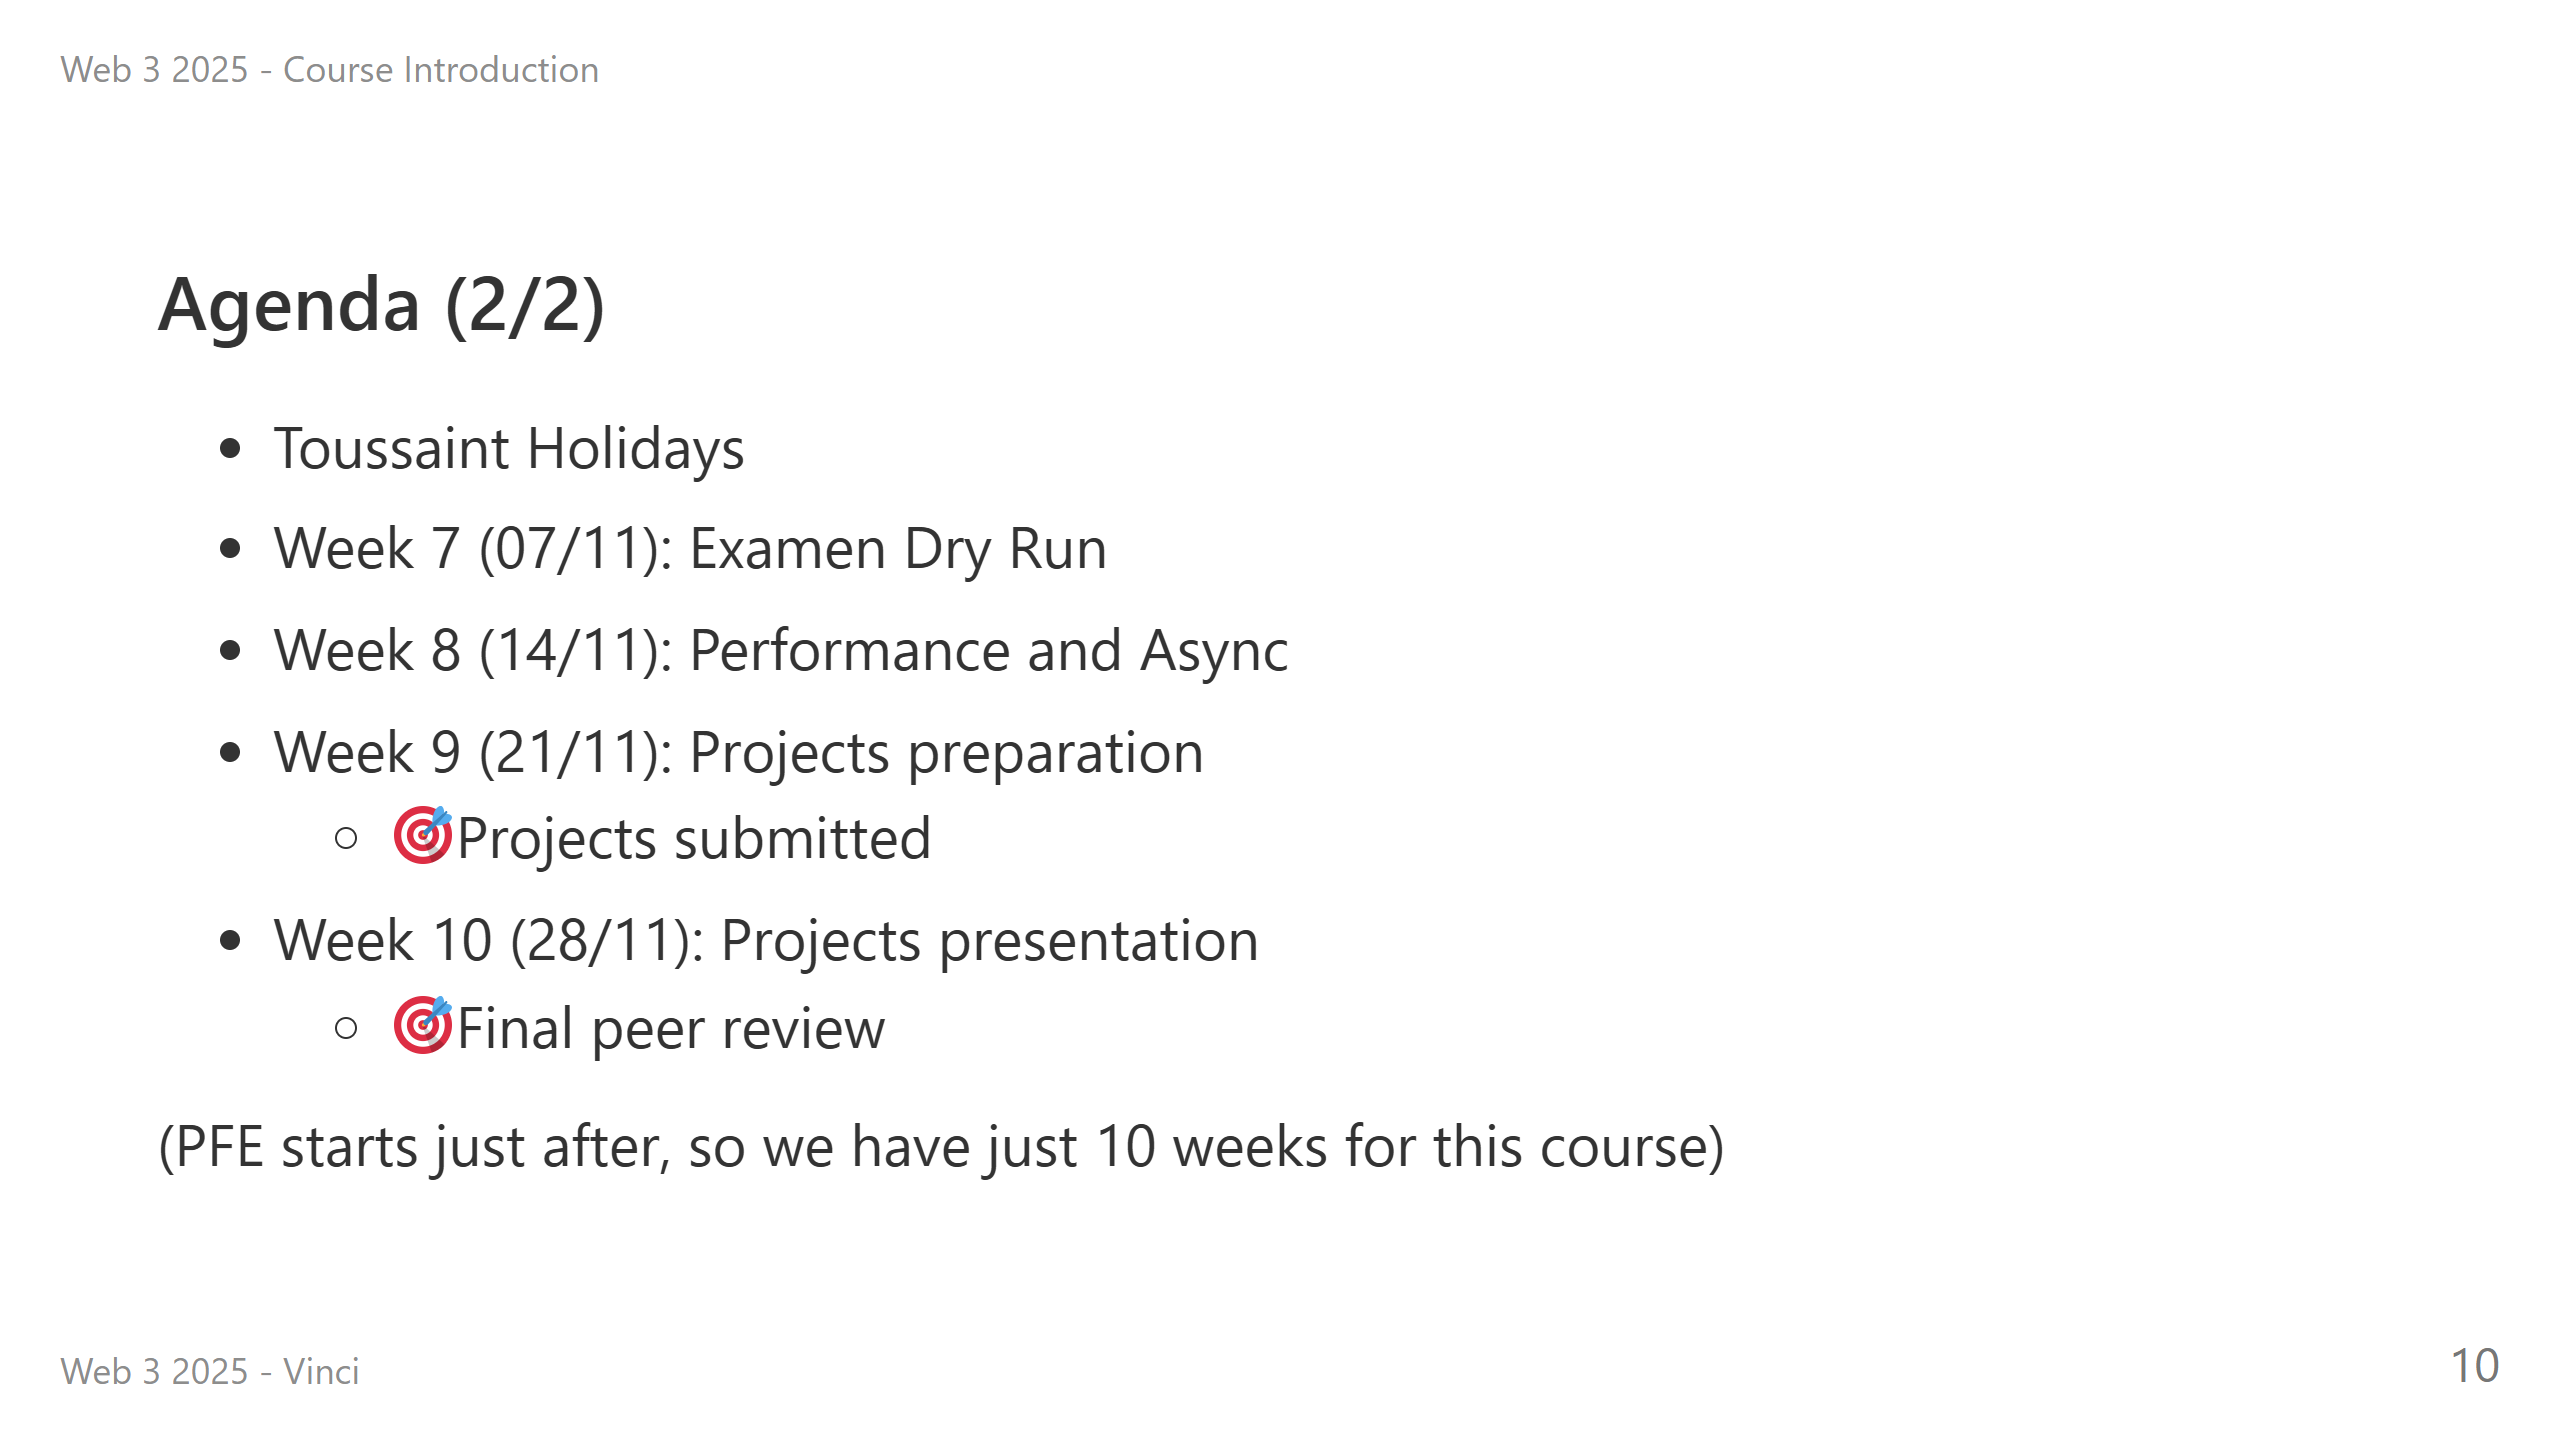 Web 3 2025 - Course Introduction
Agenda (2/2)
• Toussaint Holidays
• Week 7 (07/11): Examen Dry Run
• Week 8 (14/11): Performance and Async
• Week 9 (21/11): Projects preparation
○ 🎯Projects submitted
• Week 10 (28/11): Projects presentation
○ 🎯Final peer review
(PFE starts just after, so we have just 10 weeks for this course)
Web 3 2025 - Vinci
10